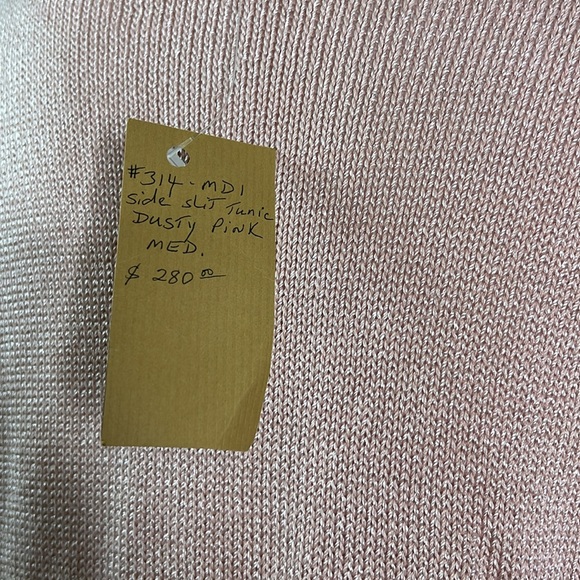 #314 - MD1
side slit Tunic
DUSTY PINK
MED.
$ 280.00